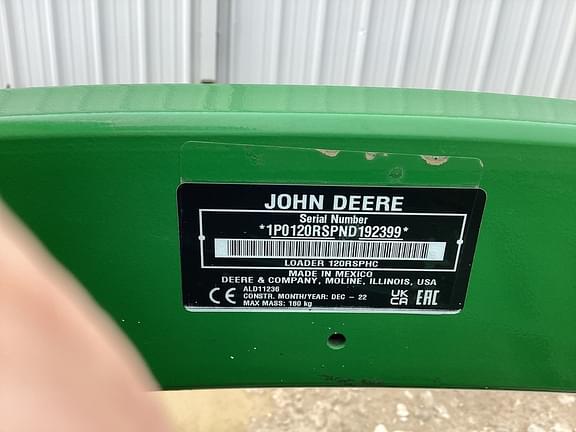 JOHN DEERE
Serial Number
*1P0120RSPND192399*
LOADER 120RSPHC
MADE IN MEXICO
DEERE & COMPANY, MOLINE, ILLINOIS, USA
ALD11236
CONSTR. MONTH/YEAR: DEC - 22
MAX MASS: 180 kg
CE
UK
CA
EAC